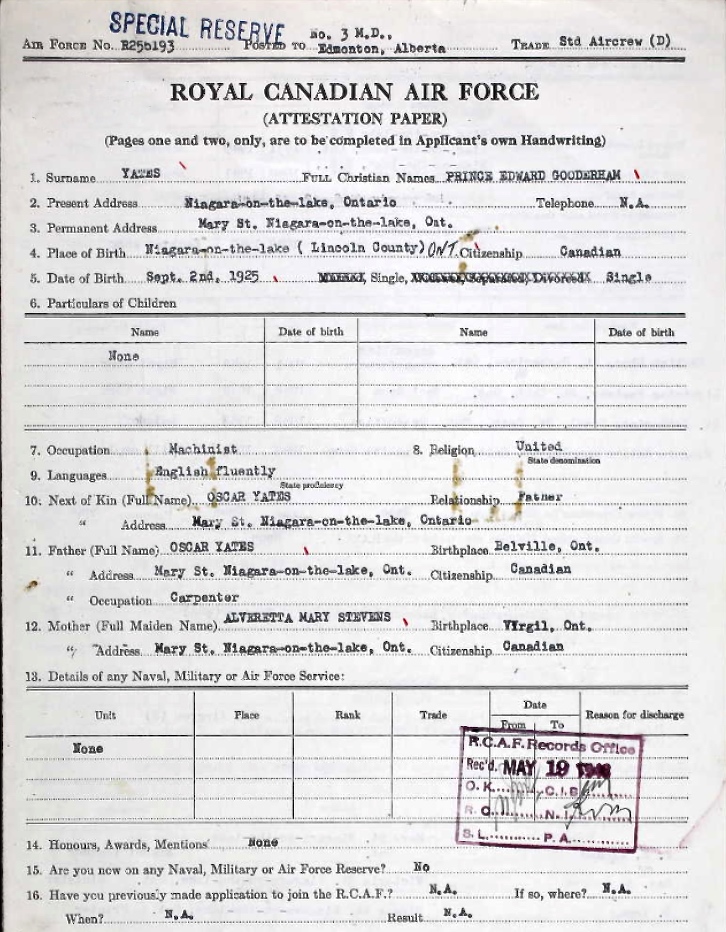 SPECIAL RESERVE
AIR FORCE No. R256193 POSTED TO No. 3 M.D., Edmonton, Alberta TRADE Std Aircrew (D)
ROYAL CANADIAN AIR FORCE
(ATTESTATION PAPER)
(Pages one and two, only, are to be completed in Applicant's own Handwriting)
1. Surname YATES FULL Christian Names PRINCE EDWARD GOODERHAM
2. Present Address Niagara-on-the-lake, Ontario Telephone N.A.
3. Permanent Address Mary St. Niagara-on-the-lake, Ont.
4. Place of Birth Niagara-on-the-lake ( Lincoln County) ONT. Citizenship Canadian
5. Date of Birth Sept. 2nd, 1925 Single, Divorced Single
6. Particulars of Children
Name Date of birth Name Date of birth
None
7. Occupation Machinist 8. Religion United
State denomination
9. Languages English fluently
State proficiency
10. Next of Kin (Full Name) OSCAR YATES Relationship Father
" Address Mary St. Niagara-on-the-lake, Ontario
11. Father (Full Name) OSCAR YATES Birthplace Belville, Ont.
" Address Mary St. Niagara-on-the-lake, Ont. Citizenship Canadian
" Occupation Carpenter
12. Mother (Full Maiden Name) ALVERETTA MARY STEVENS Birthplace Virgil, Ont.
" Address Mary St. Niagara-on-the-lake, Ont. Citizenship Canadian
13. Details of any Naval, Military or Air Force Service:
Unit Place Rank Trade Date From To Reason for discharge
None
R.C.A.F. Records Office
Rec'd. MAY 19
O.K. C.I.S.
R.C. N.I.
S.L. P.A.
14. Honours, Awards, Mentions None
15. Are you now on any Naval, Military or Air Force Reserve? No
16. Have you previously made application to join the R.C.A.F.? N.A. If so, where? N.A.
When? N.A. Result N.A.